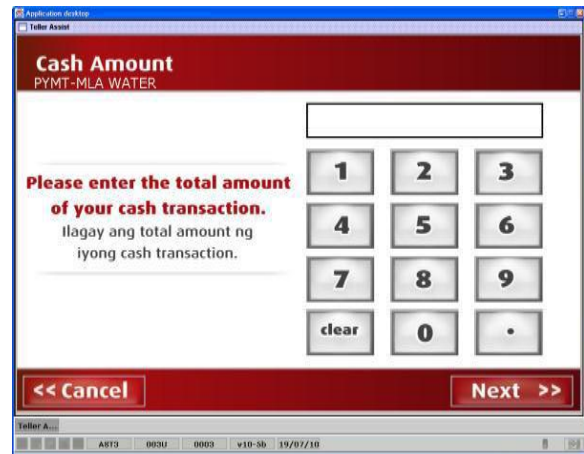 Application desktop
Teller Assist
Cash Amount
PYMT-MLA WATER
Please enter the total amount
of your cash transaction.
Ilagay ang total amount ng
iyong cash transaction.
1 2 3
4 5 6
7 8 9
clear 0 .
<< Cancel
Next >>
Teller A...
AST3 003U 0003 v10-5b 19/07/10